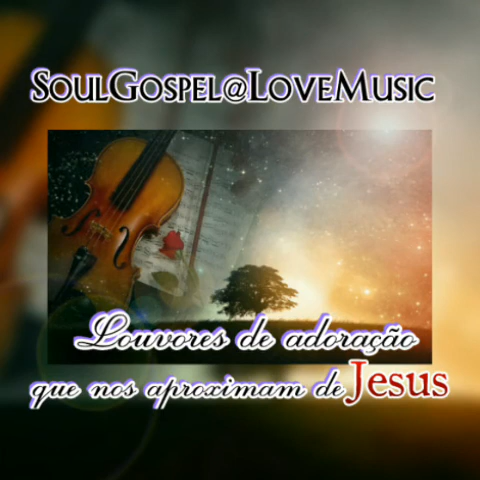 SoulGospel@LoveMusic
Louvores de adoração
que nos aproximam de Jesus